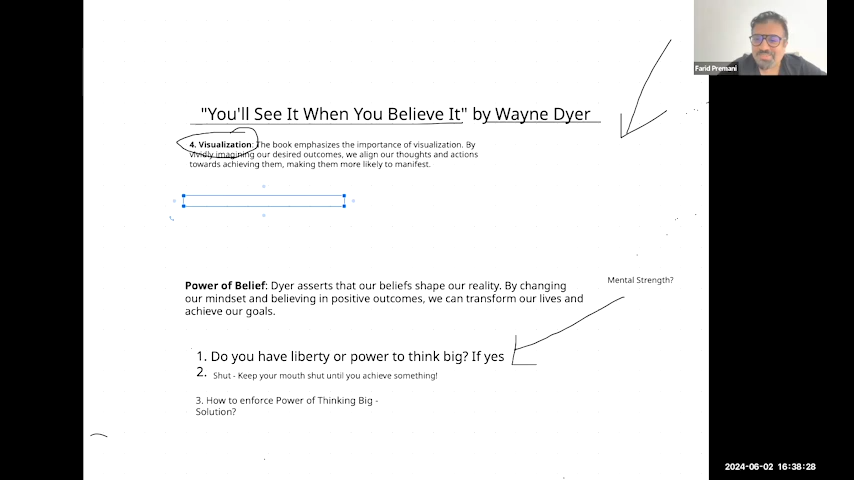 Farid Premani
"You'll See It When You Believe It" by Wayne Dyer
4. Visualization: The book emphasizes the importance of visualization. By
vividly imagining our desired outcomes, we align our thoughts and actions
towards achieving them, making them more likely to manifest.
Mental Strength?
Power of Belief: Dyer asserts that our beliefs shape our reality. By changing
our mindset and believing in positive outcomes, we can transform our lives and
achieve our goals.
1. Do you have liberty or power to think big? If yes
2. Shut - Keep your mouth shut until you achieve something!
3. How to enforce Power of Thinking Big -
Solution?
2024-06-02 16:38:28